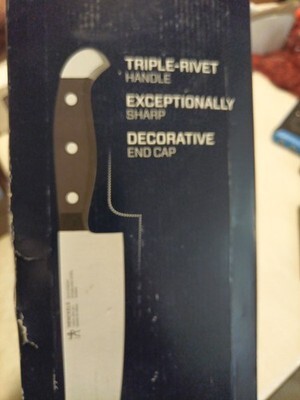 TRIPLE-RIVET
HANDLE
EXCEPTIONALLY
SHARP
DECORATIVE
END CAP